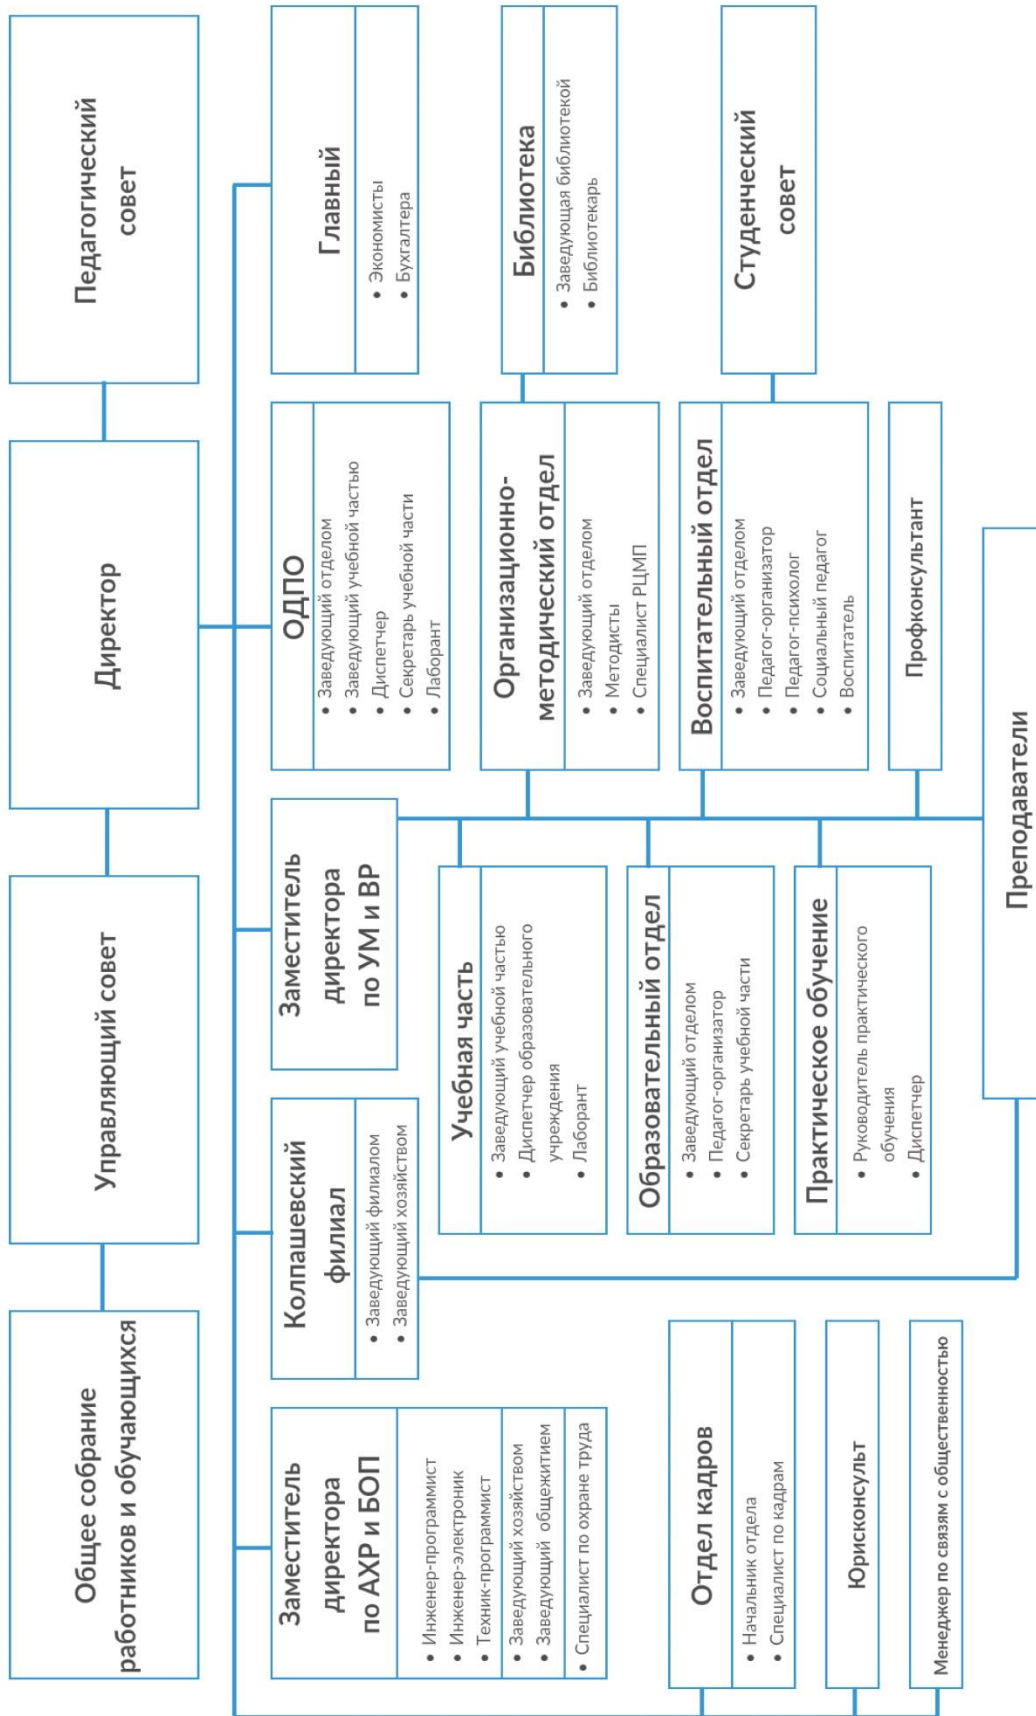 Общее собрание
работников и обучающихся
Управляющий совет
Директор
Педагогический
совет
Заместитель
директора
по АХР и БОП
• Инженер-программист
• Инженер-электроник
• Техник-программист
• Заведующий хозяйством
• Заведующий общежитием
• Специалист по охране труда
Колпашевский
филиал
• Заведующий филиалом
• Заведующий хозяйством
Заместитель
директора
по УМ и ВР
ОДПО
• Заведующий отделом
• Заведующий учебной частью
• Диспетчер
• Секретарь учебной части
• Лаборант
Главный
• Экономисты
• Бухгалтера
Учебная часть
• Заведующий учебной частью
• Диспетчер образовательного
учреждения
• Лаборант
Организационно-
методический отдел
• Заведующий отделом
• Методисты
• Специалист РЦМП
Библиотека
• Заведующая библиотекой
• Библиотекарь
Отдел кадров
• Начальник отдела
• Специалист по кадрам
Образовательный отдел
• Заведующий отделом
• Педагог-организатор
• Секретарь учебной части
Воспитательный отдел
• Заведующий отделом
• Педагог-организатор
• Педагог-психолог
• Социальный педагог
• Воспитатель
Студенческий
совет
Юрисконсульт
Практическое обучение
• Руководитель практического
обучения
• Диспетчер
Профконсультант
Менеджер по связям с общественностью
Преподаватели